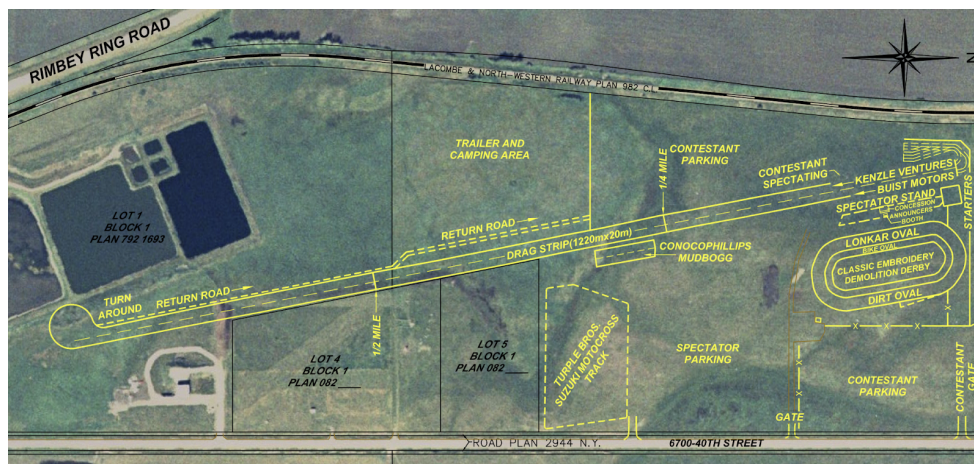 RIMBEY RING ROAD
N
LACOMBE & NORTH-WESTERN RAILWAY PLAN 982 C.L.
TRAILER AND
CAMPING AREA
CONTESTANT
PARKING
1/4 MILE
CONTESTANT
SPECTATING
KENZLE VENTURES
BUIST MOTORS
SPECTATOR STAND
CONCESSION
ANNOUNCERS
BOOTH
STARTERS
LOT 1
BLOCK 1
PLAN 792 1693
RETURN ROAD
DRAG STRIP(1220mx20m)
CONOCOPHILLIPS
MUDBOGG
LONKAR OVAL
BIKE OVAL
CLASSIC EMBROIDERY
DEMOLITION DERBY
DIRT OVAL
TURN
AROUND
RETURN ROAD
1/2 MILE
LOT 4
BLOCK 1
PLAN 082____
LOT 5
BLOCK 1
PLAN 082____
TURPLE BROS.
SUZUKI MOTOCROSS
TRACK
SPECTATOR
PARKING
X X X X
X
CONTESTANT
PARKING
CONTESTANT
GATE
GATE
ROAD PLAN 2944 N.Y.
6700-40TH STREET